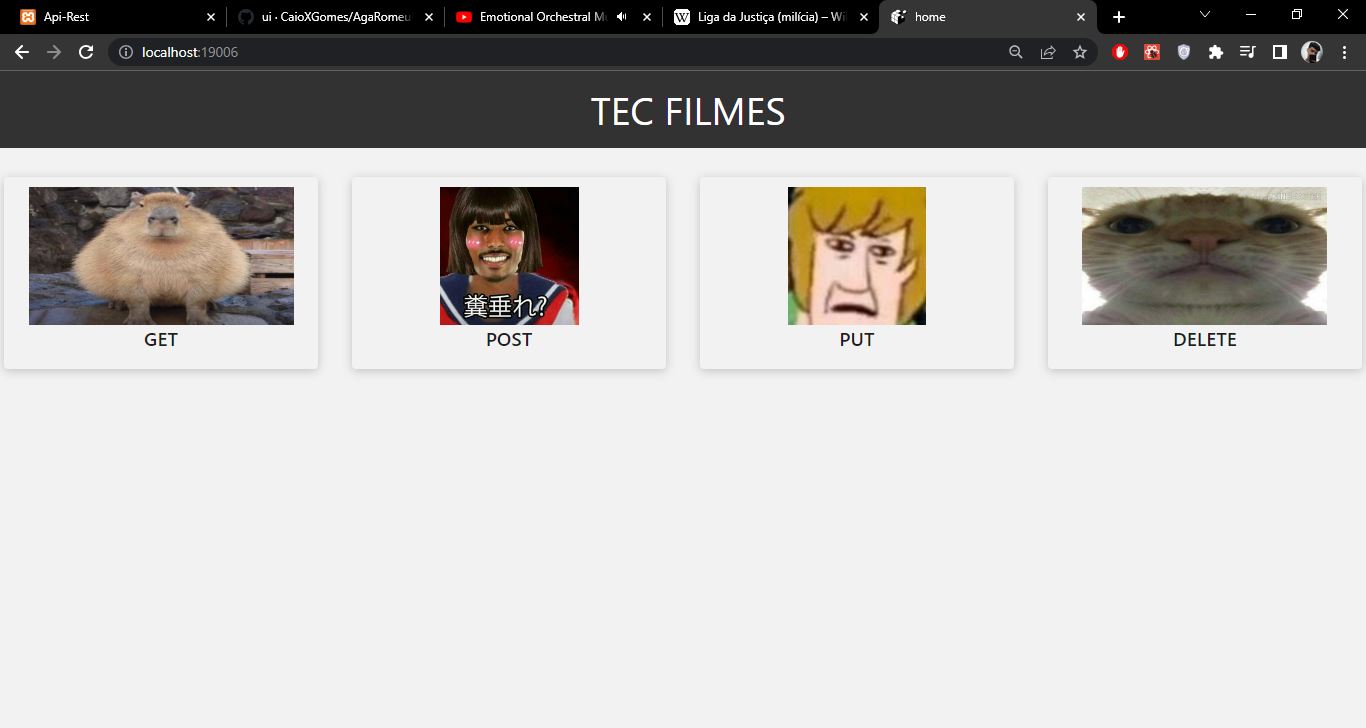 Api-Rest
ui · CaioXGomes/AgaRomeu
Emotional Orchestral Mu
Liga da Justiça (milícia) – Wi
home
localhost:19006
TEC FILMES
糞垂れ?
GET
POST
PUT
DELETE